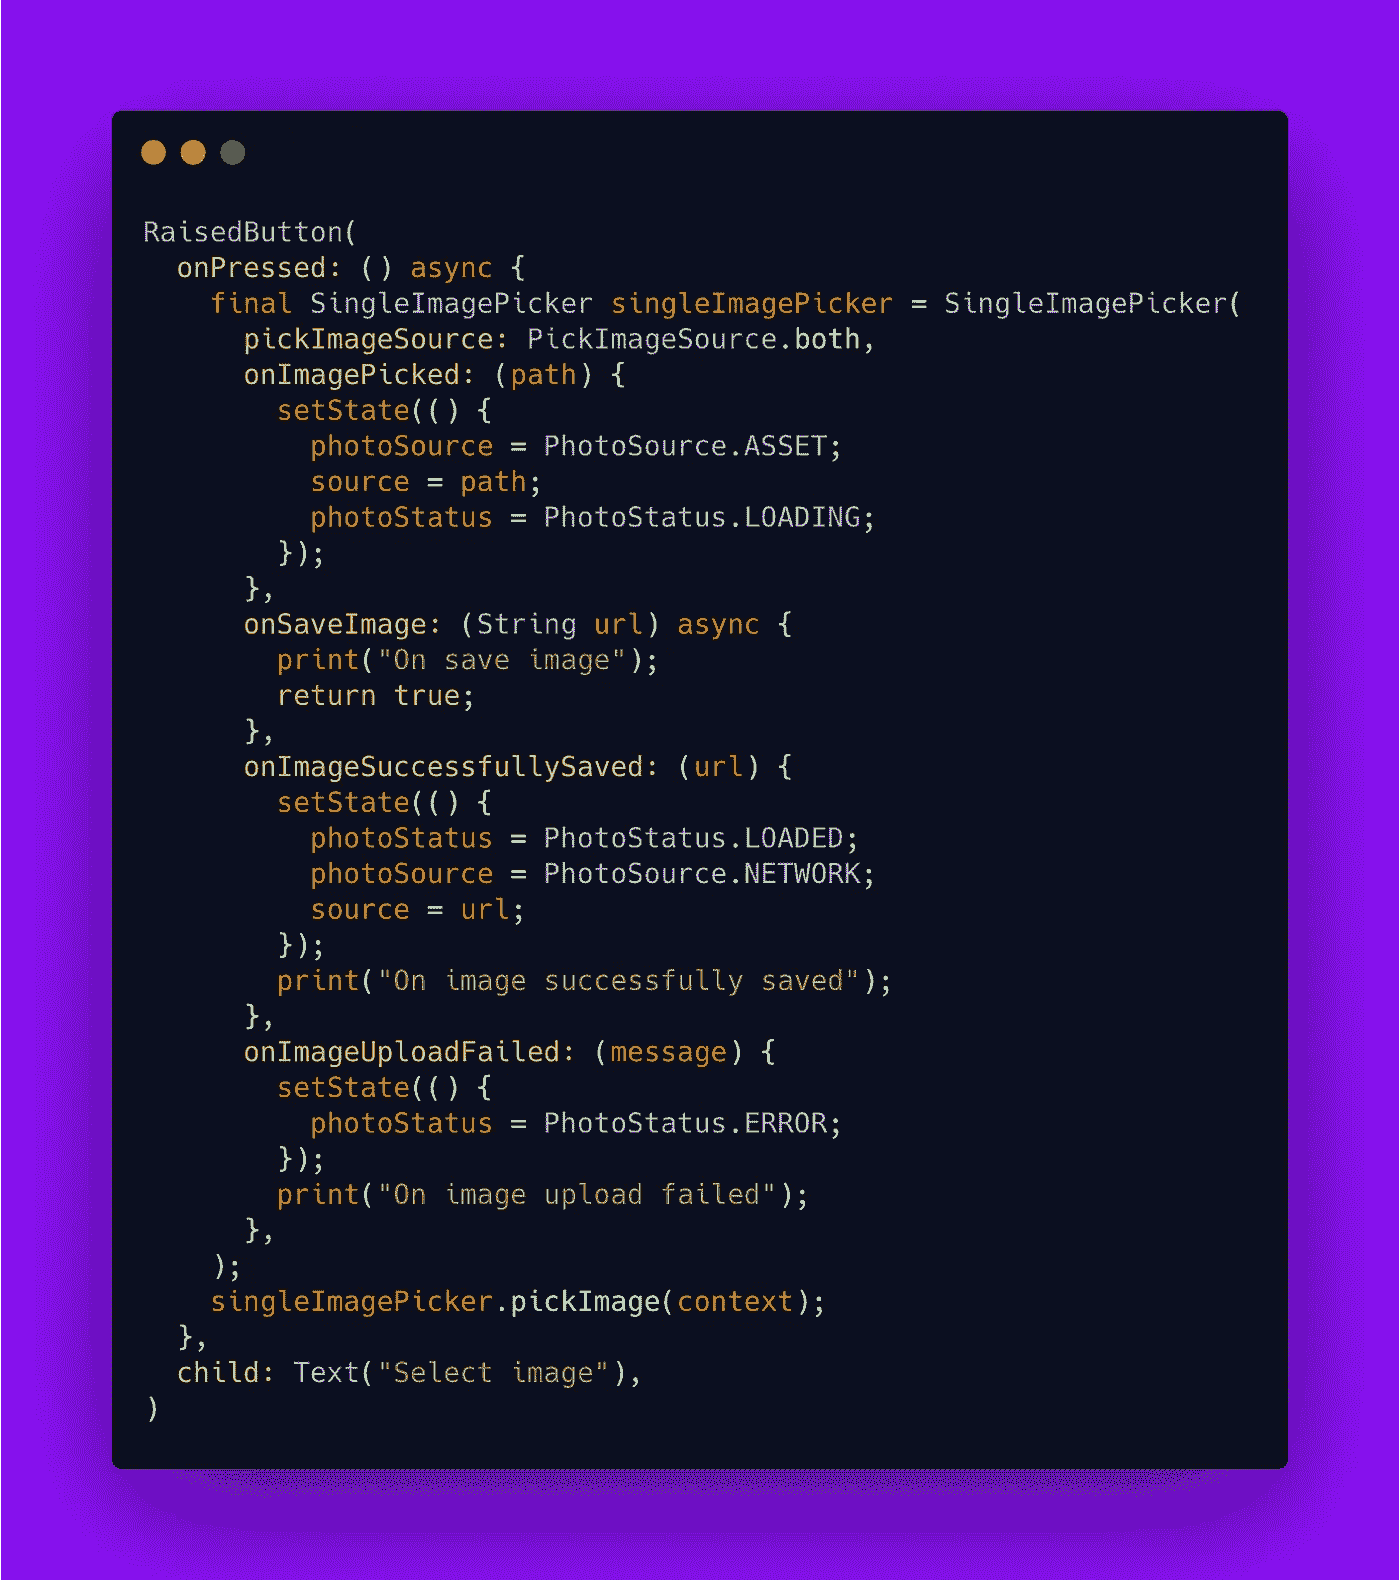 RaisedButton(
  onPressed: () async {
    final SingleImagePicker singleImagePicker = SingleImagePicker(
      pickImageSource: PickImageSource.both,
      onImagePicked: (path) {
        setState(() {
          photoSource = PhotoSource.ASSET;
          source = path;
          photoStatus = PhotoStatus.LOADING;
        });
      },
      onSaveImage: (String url) async {
        print("On save image");
        return true;
      },
      onImageSuccessfullySaved: (url) {
        setState(() {
          photoStatus = PhotoStatus.LOADED;
          photoSource = PhotoSource.NETWORK;
          source = url;
        });
        print("On image successfully saved");
      },
      onImageUploadFailed: (message) {
        setState(() {
          photoStatus = PhotoStatus.ERROR;
        });
        print("On image upload failed");
      },
    );
    singleImagePicker.pickImage(context);
  },
  child: Text("Select image"),
)